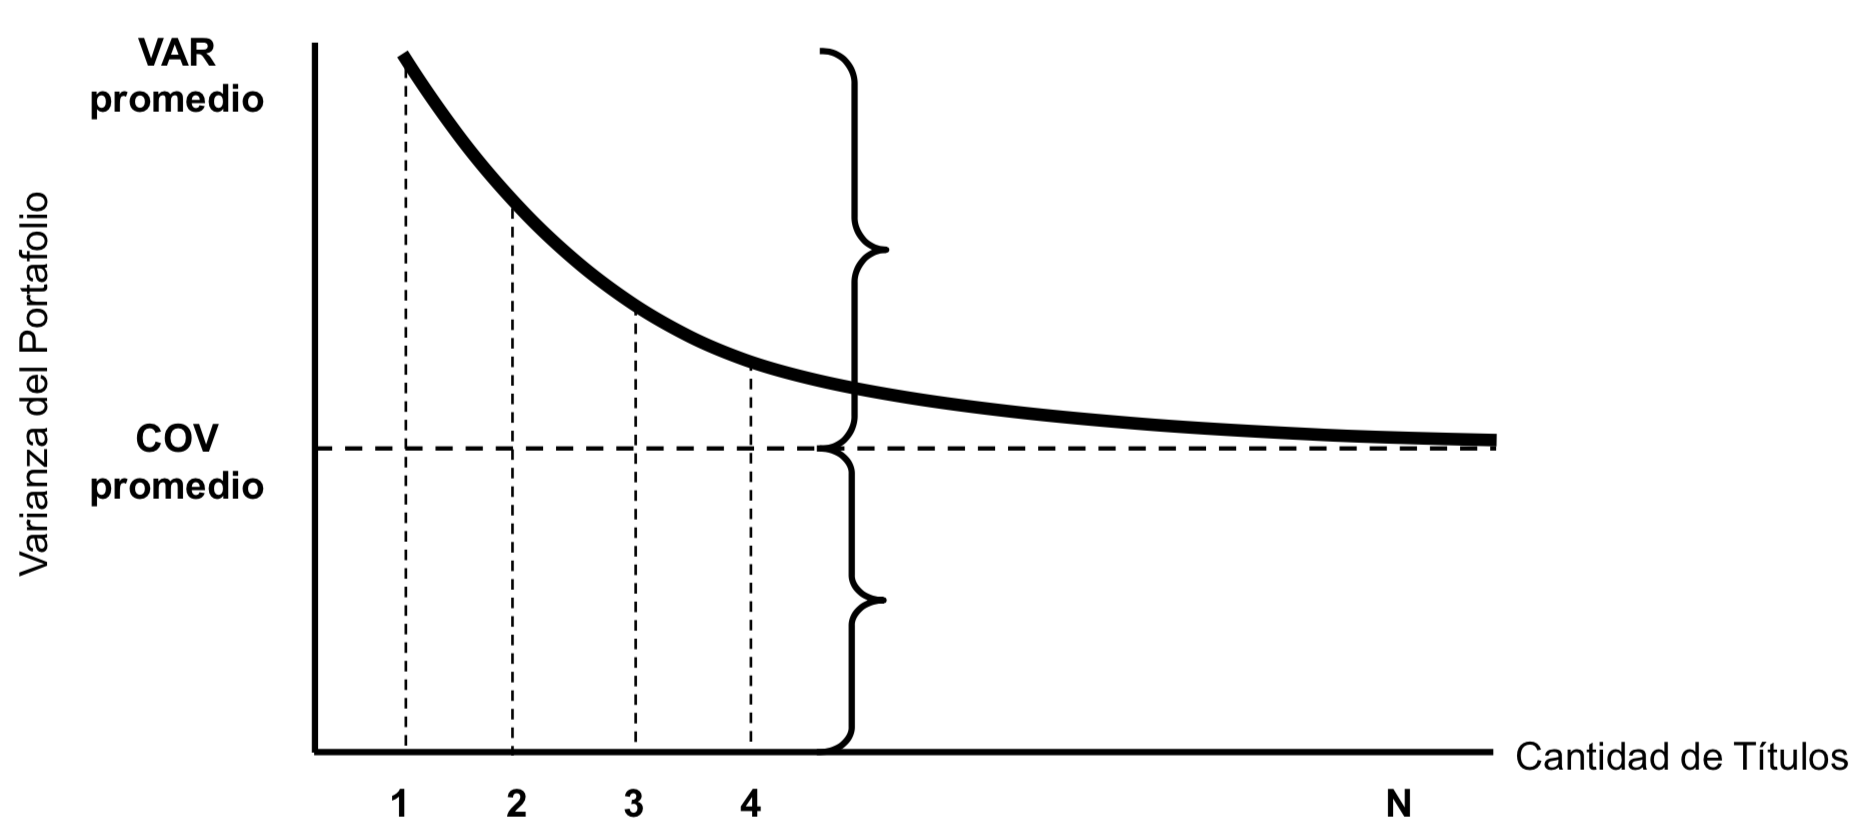 VAR
promedio
Varianza del Portafolio
COV
promedio
Cantidad de Títulos
1 2 3 4 N